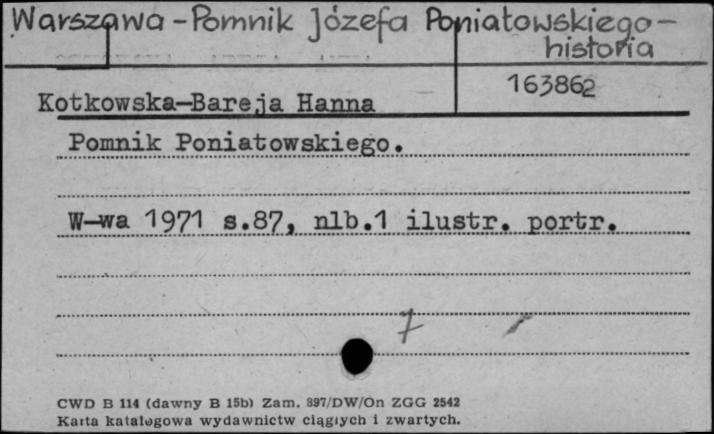 Warszawa - Pomnik Józefa Poniatowskiego -
historia
163862
Kotkowska-Bareja Hanna
Pomnik Poniatowskiego.
W-wa 1971 s.87, nlb.1 ilustr. portr.
7
CWD B 114 (dawny B 15b) Zam. 897/DW/On ZGG 2542
Karta katalogowa wydawnictw ciągłych i zwartych.